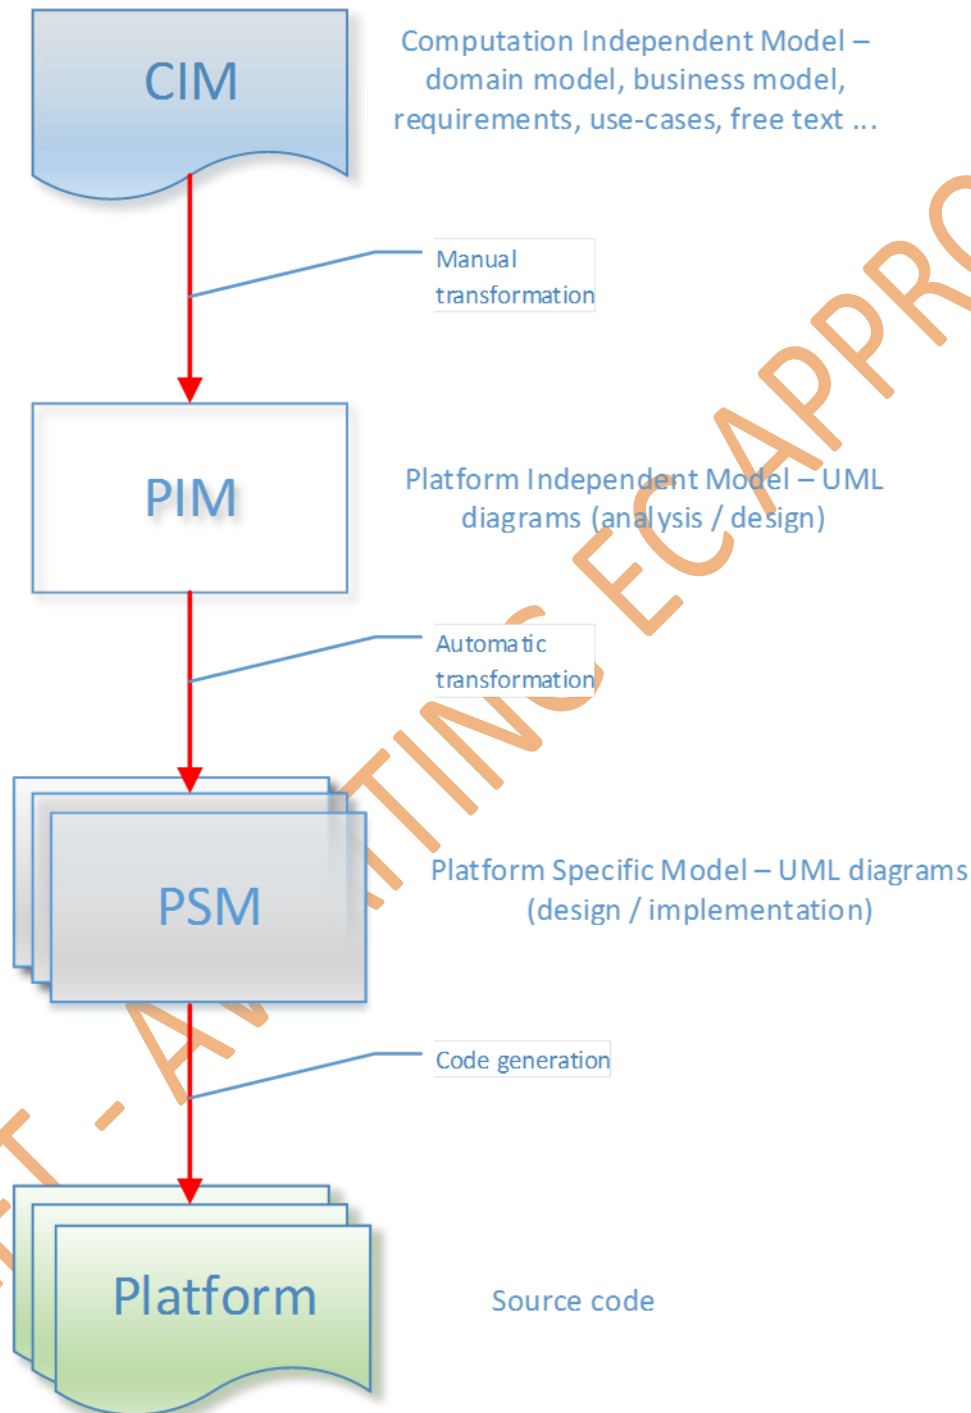 CIM
Computation Independent Model –
domain model, business model,
requirements, use-cases, free text ...
Manual
transformation
PIM
Platform Independent Model – UML
diagrams (analysis / design)
Automatic
transformation
PSM
Platform Specific Model – UML diagrams
(design / implementation)
Code generation
Platform
Source code